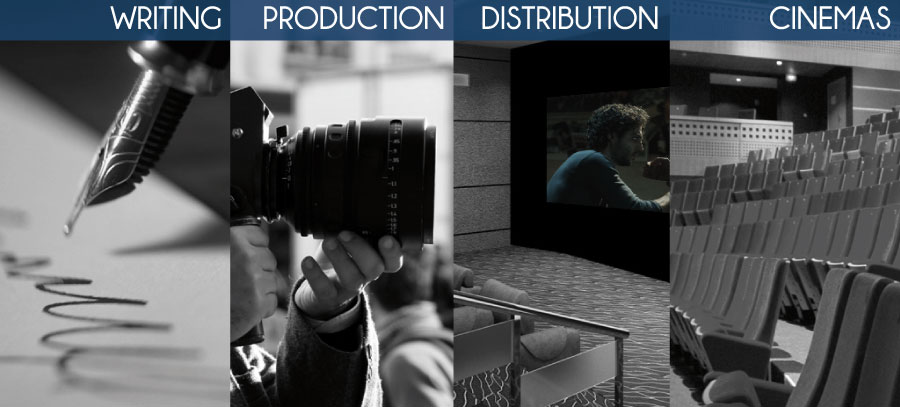 WRITING
PRODUCTION
DISTRIBUTION
CINEMAS